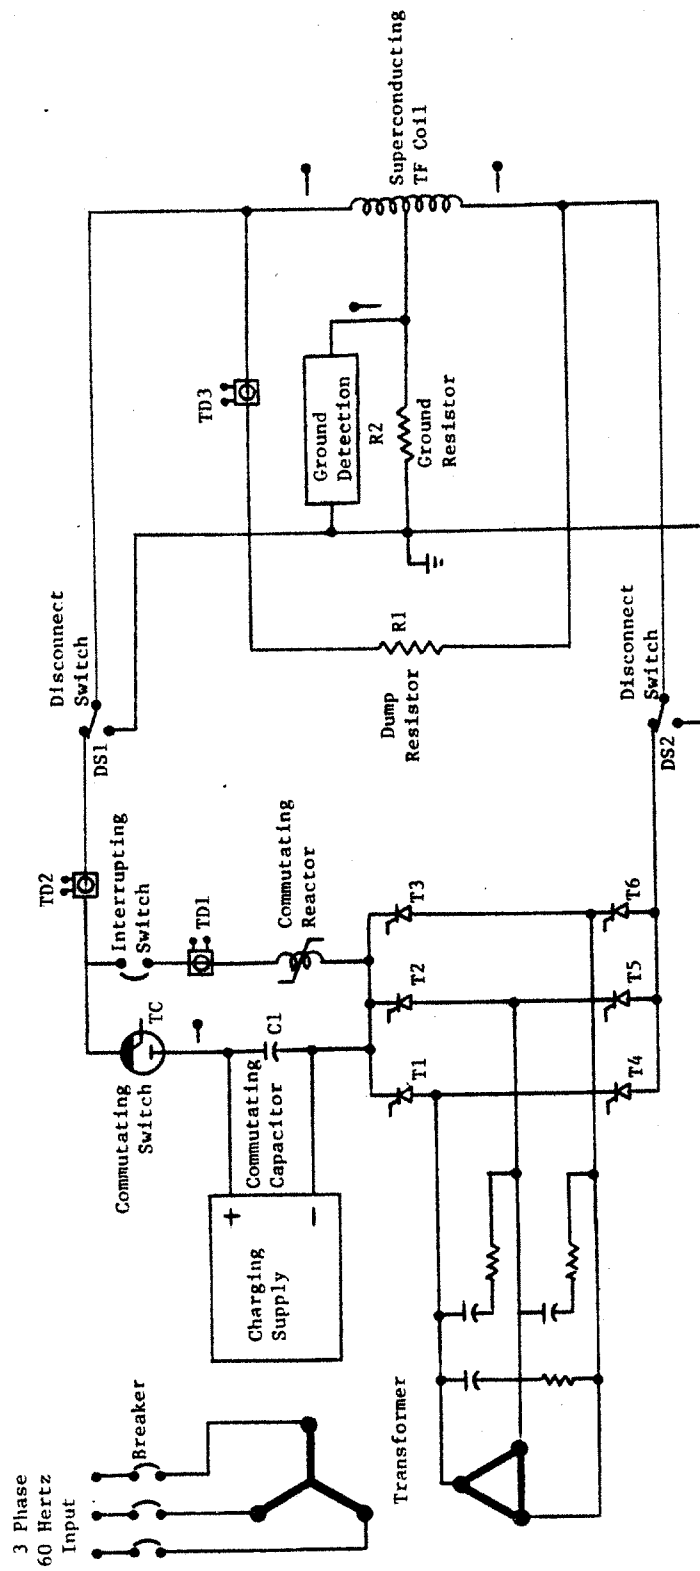 3 Phase
60 Hertz
Input
Breaker
Transformer
Charging
Supply
+
−
Commutating
Switch
TC
Commutating
Capacitor
C1
TD2
Interrupting
Switch
TD1
Commutating
Reactor
T1
T2
T3
T4
T5
T6
Disconnect
Switch
DS1
Disconnect
Switch
DS2
Dump
Resistor
R1
TD3
Ground
Detection
R2
Ground
Resistor
Superconducting
TF Coil